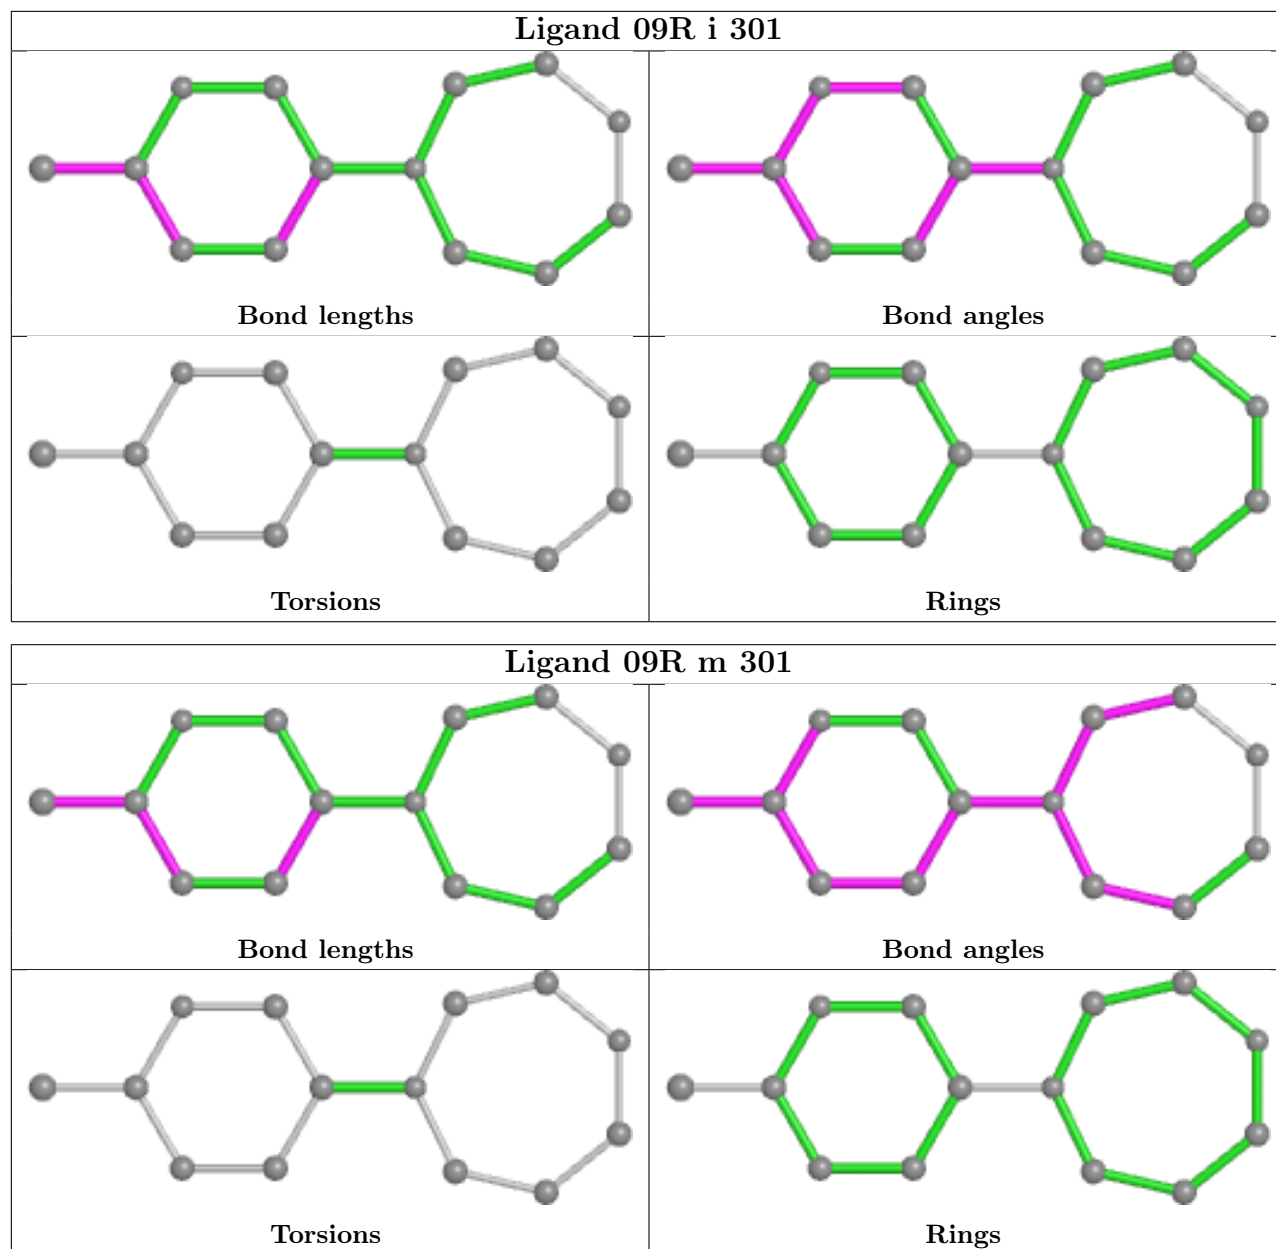 Ligand 09R i 301
Bond lengths
Bond angles
Torsions
Rings
Ligand 09R m 301
Bond lengths
Bond angles
Torsions
Rings